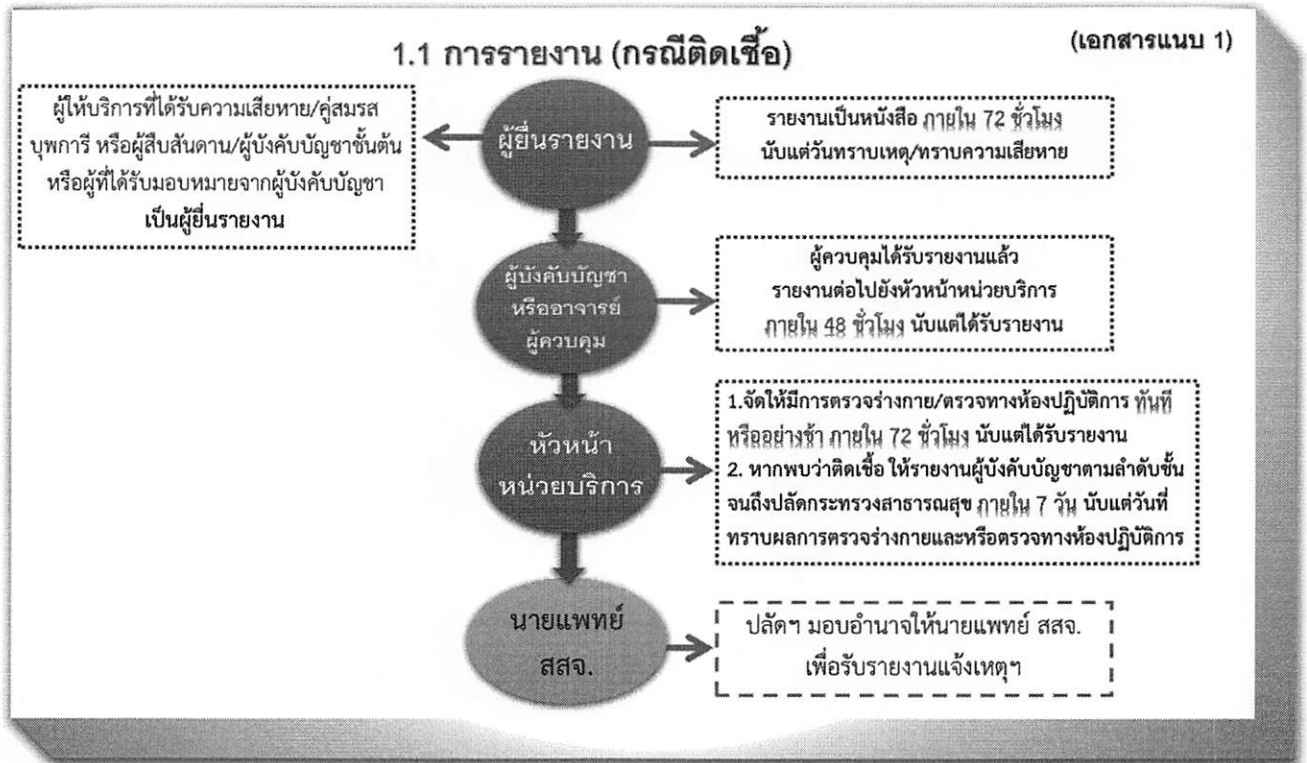 (เอกสารแนบ 1)
1.1 การรายงาน (กรณีติดเชื้อ)
ผู้ให้บริการที่ได้รับความเสียหาย/คู่สมรส
บุพการี หรือผู้สืบสันดาน/ผู้บังคับบัญชาชั้นต้น
หรือผู้ที่ได้รับมอบหมายจากผู้บังคับบัญชา
เป็นผู้ยื่นรายงาน
ผู้ยื่นรายงาน
รายงานเป็นหนังสือ ภายใน 72 ชั่วโมง
นับแต่วันทราบเหตุ/ทราบความเสียหาย
ผู้บังคับบัญชา
หรืออาจารย์
ผู้ควบคุม
ผู้ควบคุมได้รับรายงานแล้ว
รายงานต่อไปยังหัวหน้าหน่วยบริการ
ภายใน 48 ชั่วโมง นับแต่ได้รับรายงาน
หัวหน้า
หน่วยบริการ
1.จัดให้มีการตรวจร่างกาย/ตรวจทางห้องปฏิบัติการ ทันที
หรืออย่างช้า ภายใน 72 ชั่วโมง นับแต่ได้รับรายงาน
2. หากพบว่าติดเชื้อ ให้รายงานผู้บังคับบัญชาตามลำดับชั้น
จนถึงปลัดกระทรวงสาธารณสุข ภายใน 7 วัน นับแต่วันที่
ทราบผลการตรวจร่างกายและหรือตรวจทางห้องปฏิบัติการ
นายแพทย์
สสจ.
ปลัดฯ มอบอำนาจให้นายแพทย์ สสจ.
เพื่อรับรายงานแจ้งเหตุฯ